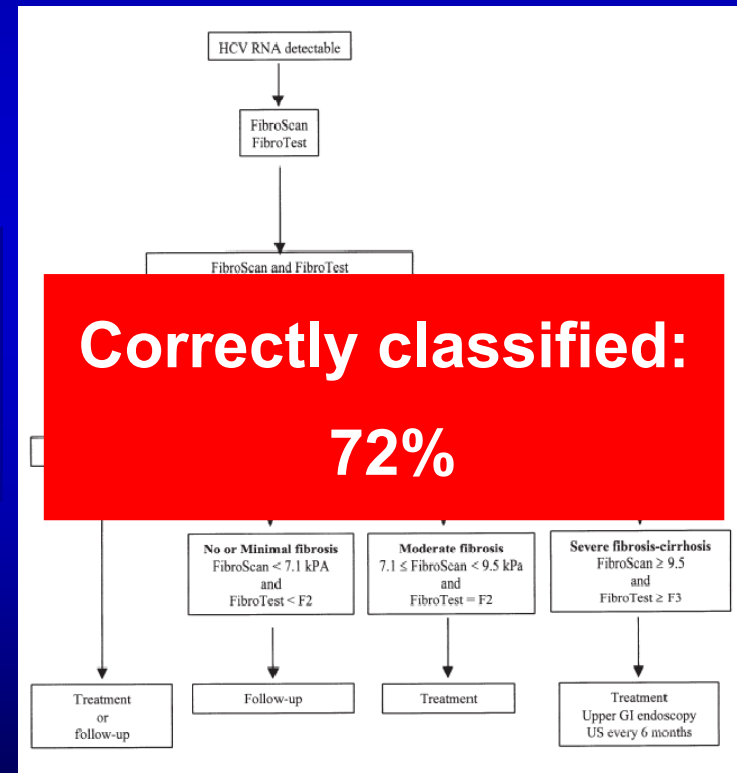 HCV RNA detectable
FibroScan
FibroTest
FibroScan and FibroTest
Correctly classified:
72%
No or Minimal fibrosis
FibroScan < 7.1 kPA
and
FibroTest < F2
Moderate fibrosis
7.1 ≤ FibroScan < 9.5 kPa
and
FibroTest = F2
Severe fibrosis-cirrhosis
FibroScan ≥ 9.5
and
FibroTest ≥ F3
Treatment
or
follow-up
Follow-up
Treatment
Treatment
Upper GI endoscopy
US every 6 months